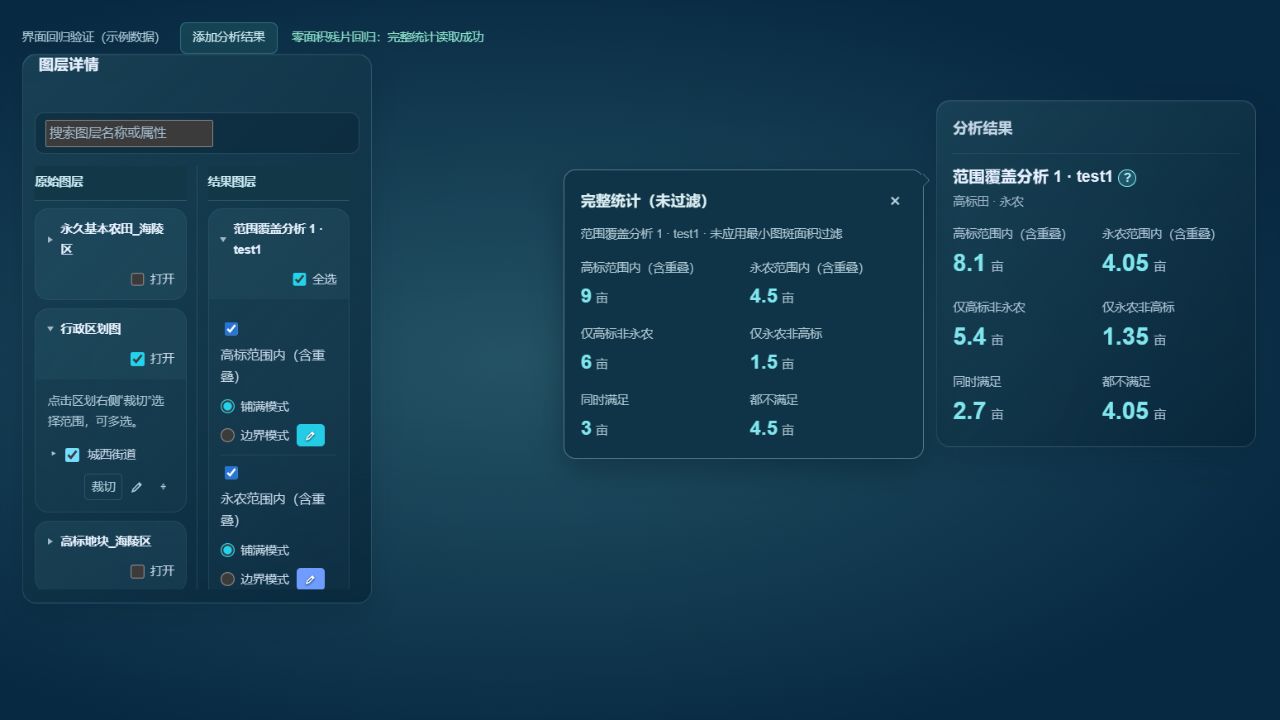 界面回归验证（示例数据）
添加分析结果
零面积残片回归：完整统计读取成功
图层详情
搜索图层名称或属性
原始图层
永久基本农田_海陵
区
打开
行政区划图
打开
点击区划右侧"裁切"选
择范围，可多选。
城西街道
裁切
+
高标地块_海陵区
打开
结果图层
范围覆盖分析 1 ·
test1
全选
高标范围内（含重
叠）
铺满模式
边界模式
永农范围内（含重
叠）
铺满模式
边界模式
完整统计（未过滤）
×
范围覆盖分析 1 · test1 · 未应用最小图斑面积过滤
高标范围内（含重叠） 永农范围内（含重叠）
9 亩 4.5 亩
仅高标非永农 仅永农非高标
6 亩 1.5 亩
同时满足 都不满足
3 亩 4.5 亩
分析结果
范围覆盖分析 1 · test1 ?
高标田 · 永农
高标范围内（含重叠） 永农范围内（含重叠）
8.1 亩 4.05 亩
仅高标非永农 仅永农非高标
5.4 亩 1.35 亩
同时满足 都不满足
2.7 亩 4.05 亩